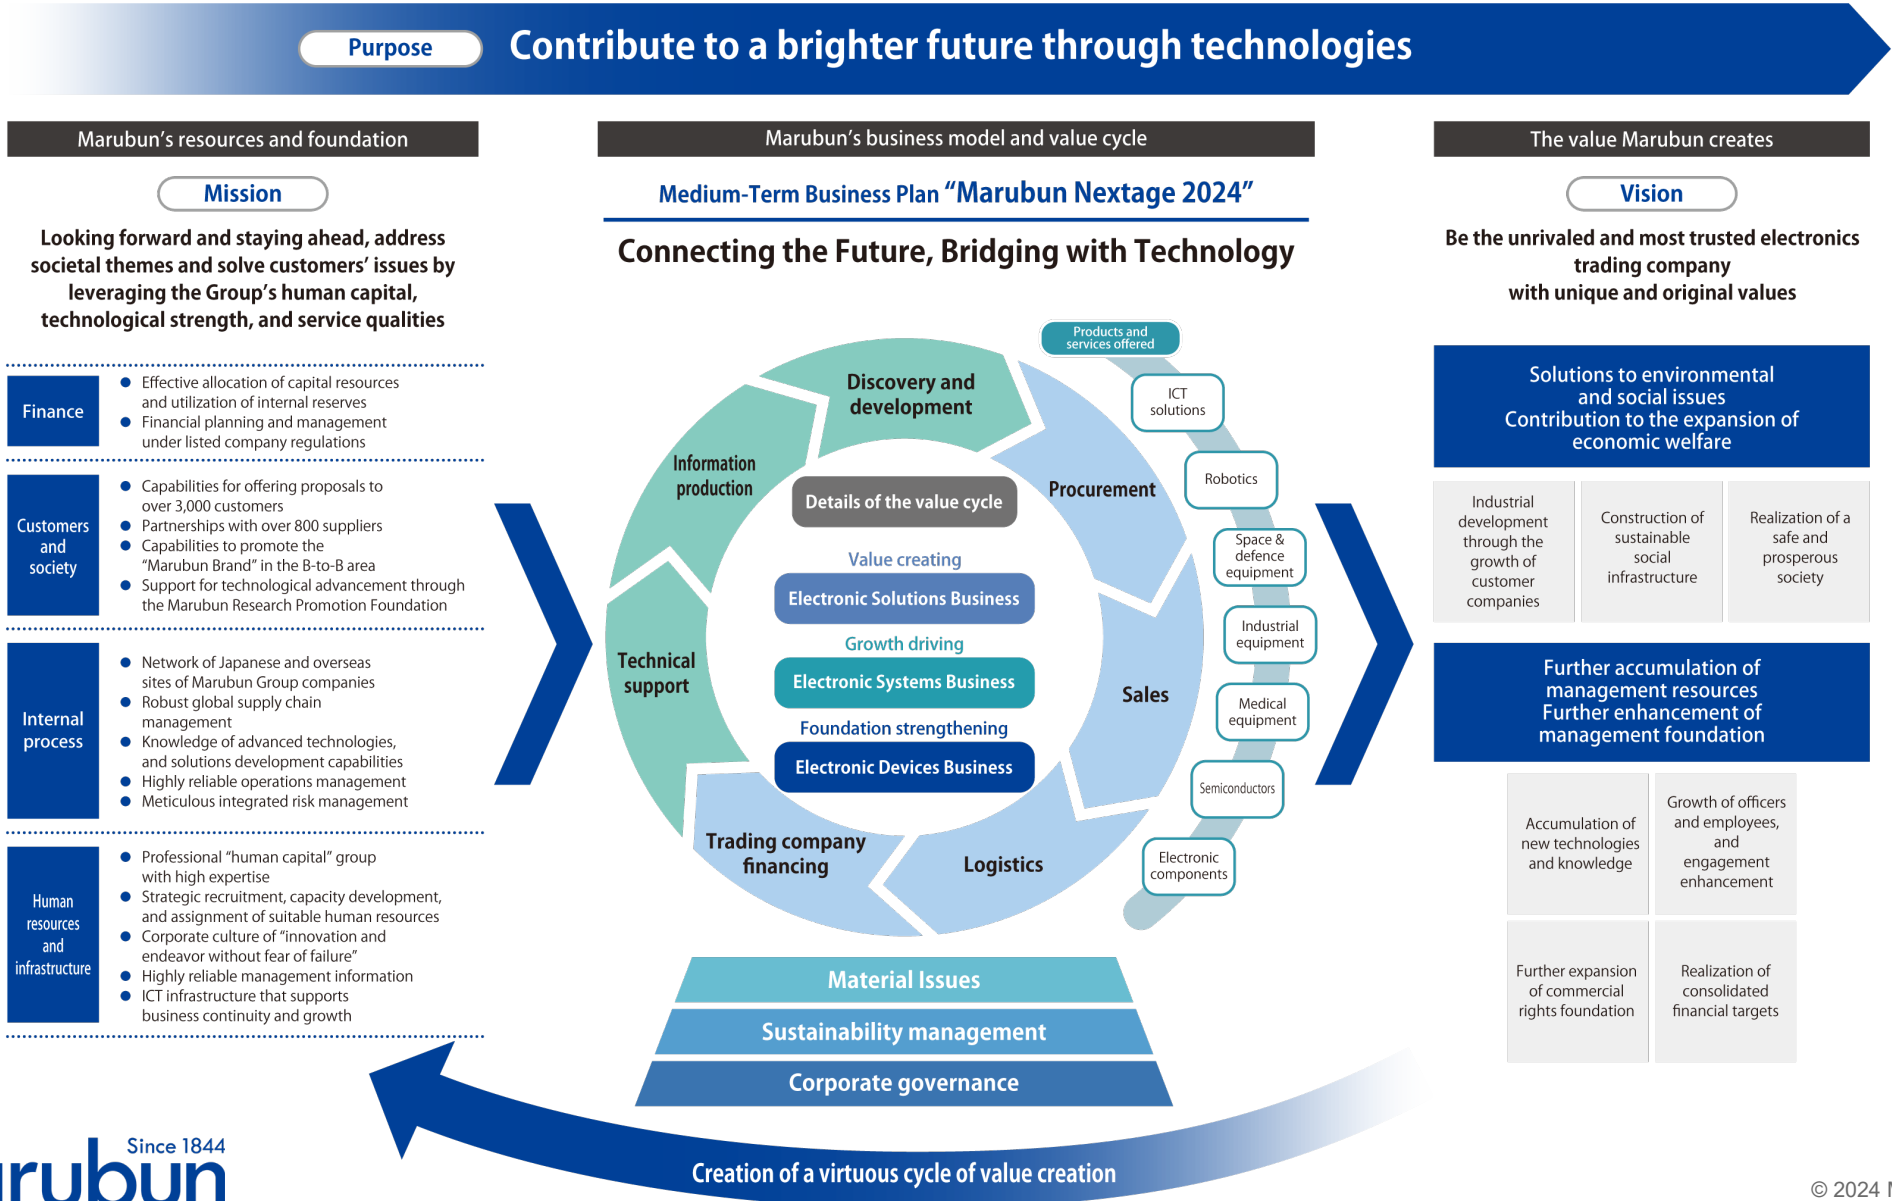 Purpose
Contribute to a brighter future through technologies
Marubun's resources and foundation
Mission
Looking forward and staying ahead, address
societal themes and solve customers' issues by
leveraging the Group's human capital,
technological strength, and service qualities
Finance
● Effective allocation of capital resources
and utilization of internal reserves
● Financial planning and management
under listed company regulations
Customers
and
society
● Capabilities for offering proposals to
over 3,000 customers
● Partnerships with over 800 suppliers
● Capabilities to promote the
“Marubun Brand” in the B-to-B area
● Support for technological advancement through
the Marubun Research Promotion Foundation
Internal
process
● Network of Japanese and overseas
sites of Marubun Group companies
● Robust global supply chain
management
● Knowledge of advanced technologies,
and solutions development capabilities
● Highly reliable operations management
● Meticulous integrated risk management
Human
resources
and
infrastructure
● Professional “human capital” group
with high expertise
● Strategic recruitment, capacity development,
and assignment of suitable human resources
● Corporate culture of “innovation and
endeavor without fear of failure”
● Highly reliable management information
● ICT infrastructure that supports
business continuity and growth
Marubun's business model and value cycle
Medium-Term Business Plan “Marubun Nextage 2024”
Connecting the Future, Bridging with Technology
Discovery and
development
Procurement
Sales
Logistics
Trading company
financing
Technical
support
Information
production
Details of the value cycle
Value creating
Electronic Solutions Business
Growth driving
Electronic Systems Business
Foundation strengthening
Electronic Devices Business
Products and
services offered
ICT
solutions
Robotics
Space &
defence
equipment
Industrial
equipment
Medical
equipment
Semiconductors
Electronic
components
Material Issues
Sustainability management
Corporate governance
The value Marubun creates
Vision
Be the unrivaled and most trusted electronics
trading company
with unique and original values
Solutions to environmental
and social issues
Contribution to the expansion of
economic welfare
Industrial
development
through the
growth of
customer
companies
Construction of
sustainable
social
infrastructure
Realization of a
safe and
prosperous
society
Further accumulation of
management resources
Further enhancement of
management foundation
Accumulation of
new technologies
and knowledge
Growth of officers
and employees,
and
engagement
enhancement
Further expansion
of commercial
rights foundation
Realization of
consolidated
financial targets
Creation of a virtuous cycle of value creation
Since 1844
arubun
© 2024 M